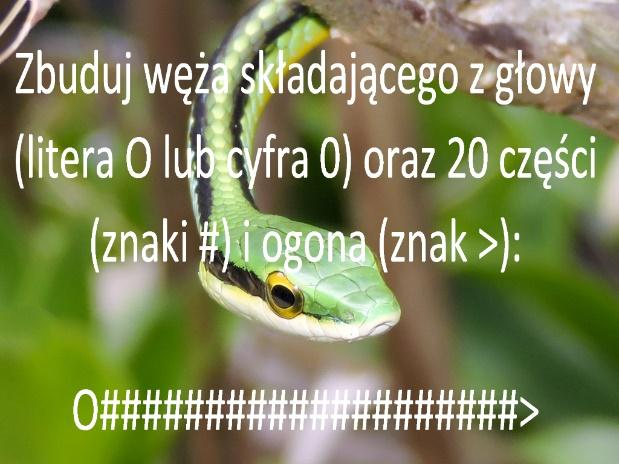 Zbuduj węża składającego z głowy
(litera O lub cyfra 0) oraz 20 części
(znaki #) i ogona (znak >):
O####################>